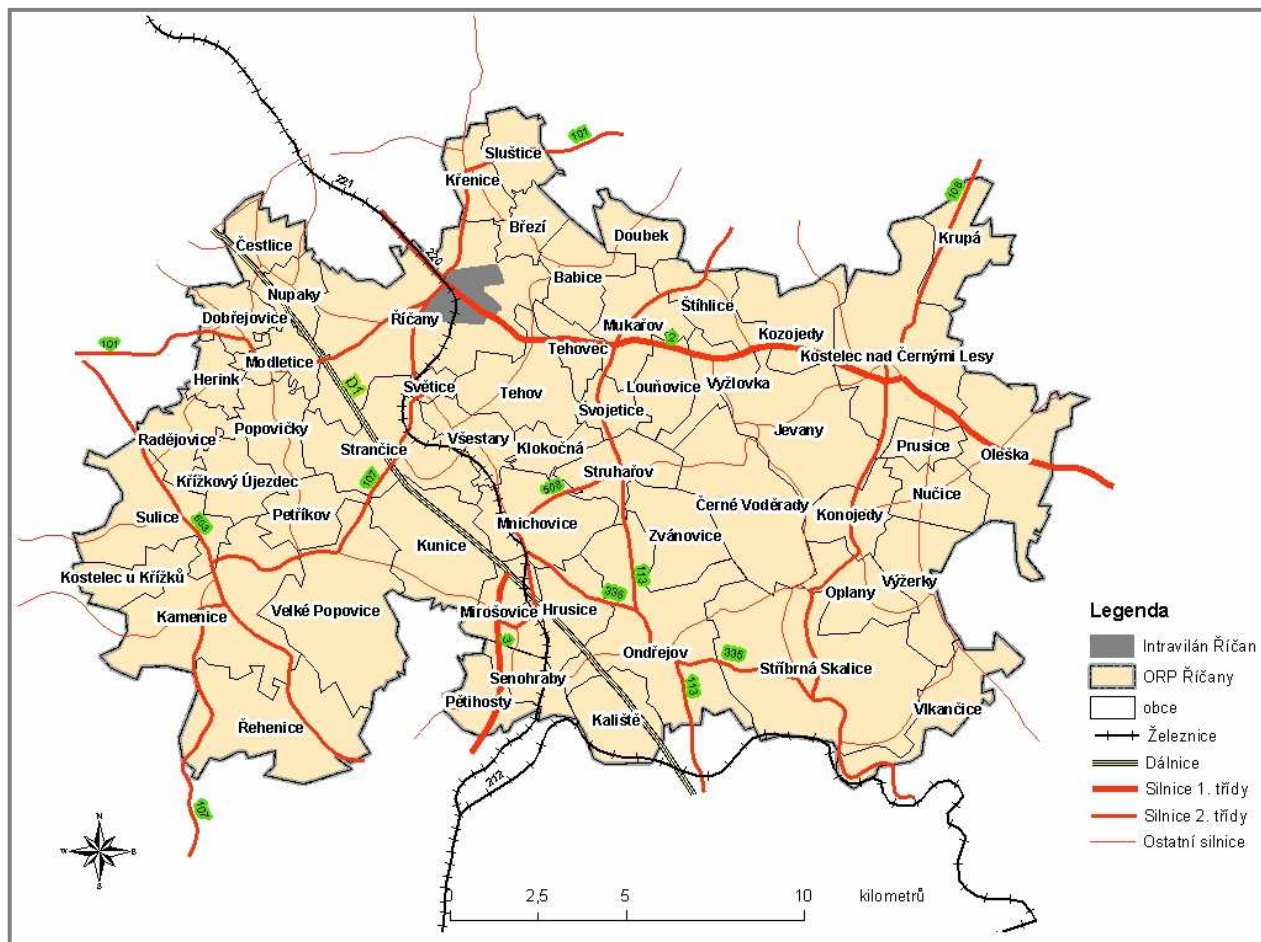 101
Sluštice
Křenice
221
108
Březí
Doubek
Krupá
Čestlice
220
Babice
Nupaky
Štíhlice
Dobřejovice
Říčany
Mukařov
2
Kozojedy
101
Tehovec
Kostelec nad Černými Lesy
Modletice
Herink
D1
Světice
Tehov
Louňovice
Vyžlovka
Svojetice
Popovičky
Jevany
Radějovice
Všestary
Klokočná
Prusice
Strančice
Oleška
Struhařov
Křížkový Újezdec
107
508
Nučice
Černé Voděrady
Sulice
603
Petříkov
Mnichovice
Konojedy
Zvánovice
Kunice
113
Kostelec u Křížků
Výžerky
336
Oplany
Kamenice
Velké Popovice
Mirošovice
Hrusice
3
Ondřejov
335
Stříbrná Skalice
Senohraby
113
Pětihosty
Vlkančice
Kaliště
Řehenice
212
107
Legenda
Intravilán Říčan
ORP Říčany
obce
Železnice
Dálnice
Silnice 1. třídy
Silnice 2. třídy
Ostatní silnice
N
W
S
0 2,5 5 10 kilometrů